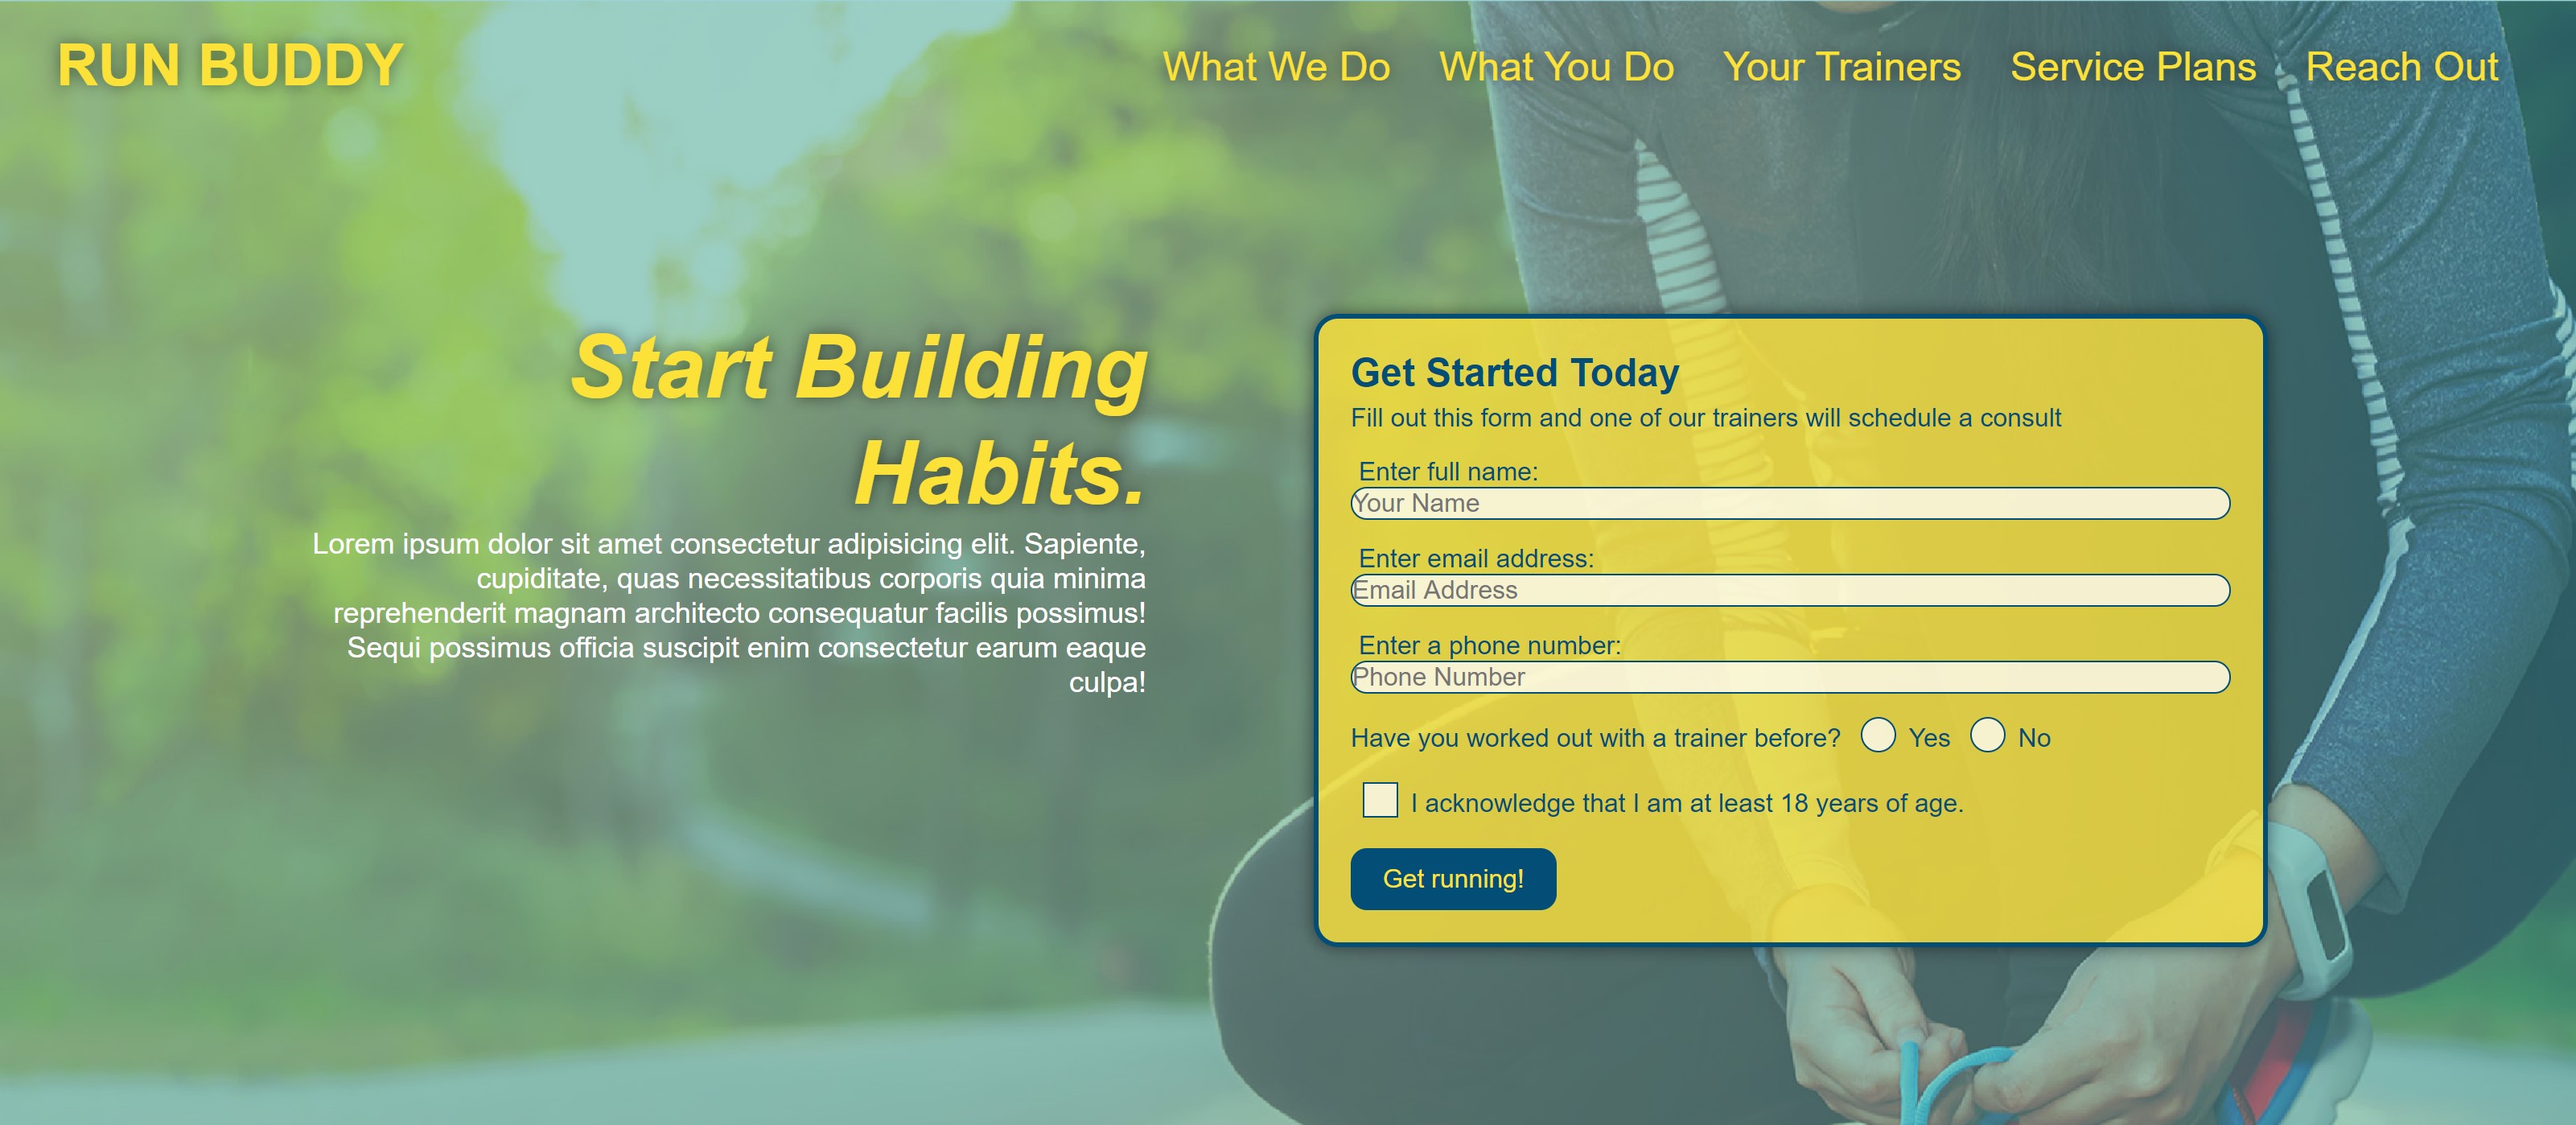 RUN BUDDY
What We Do
What You Do
Your Trainers
Service Plans
Reach Out
Start Building
Habits.
Lorem ipsum dolor sit amet consectetur adipisicing elit. Sapiente,
cupiditate, quas necessitatibus corporis quia minima
reprehenderit magnam architecto consequatur facilis possimus!
Sequi possimus officia suscipit enim consectetur earum eaque
culpa!
Get Started Today
Fill out this form and one of our trainers will schedule a consult
Enter full name:
Your Name
Enter email address:
Email Address
Enter a phone number:
Phone Number
Have you worked out with a trainer before? Yes No
I acknowledge that I am at least 18 years of age.
Get running!